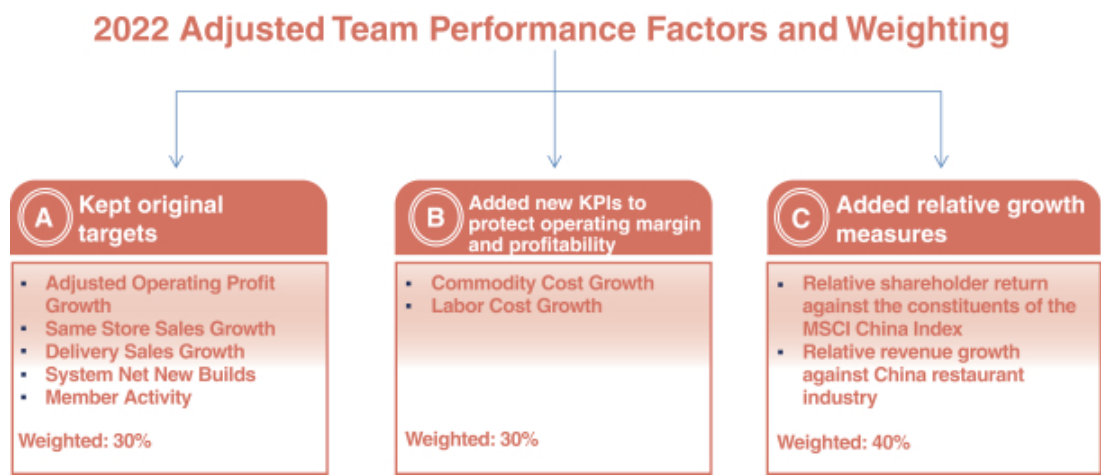 2022 Adjusted Team Performance Factors and Weighting
A
Kept original
targets
▪ Adjusted Operating Profit
Growth
▪ Same Store Sales Growth
▪ Delivery Sales Growth
▪ System Net New Builds
▪ Member Activity
Weighted: 30%
B
Added new KPIs to
protect operating margin
and profitability
▪ Commodity Cost Growth
▪ Labor Cost Growth
Weighted: 30%
C
Added relative growth
measures
▪ Relative shareholder return
against the constituents of the
MSCI China Index
▪ Relative revenue growth
against China restaurant
industry
Weighted: 40%